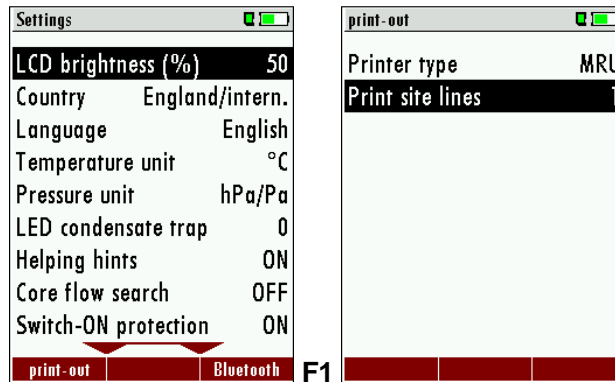 Settings
LCD brightness (%) 50
Country England/intern.
Language English
Temperature unit °C
Pressure unit hPa/Pa
LED condensate trap 0
Helping hints ON
Core flow search OFF
Switch-ON protection ON
print-out Bluetooth
F1
print-out
Printer type MRU
Print site lines